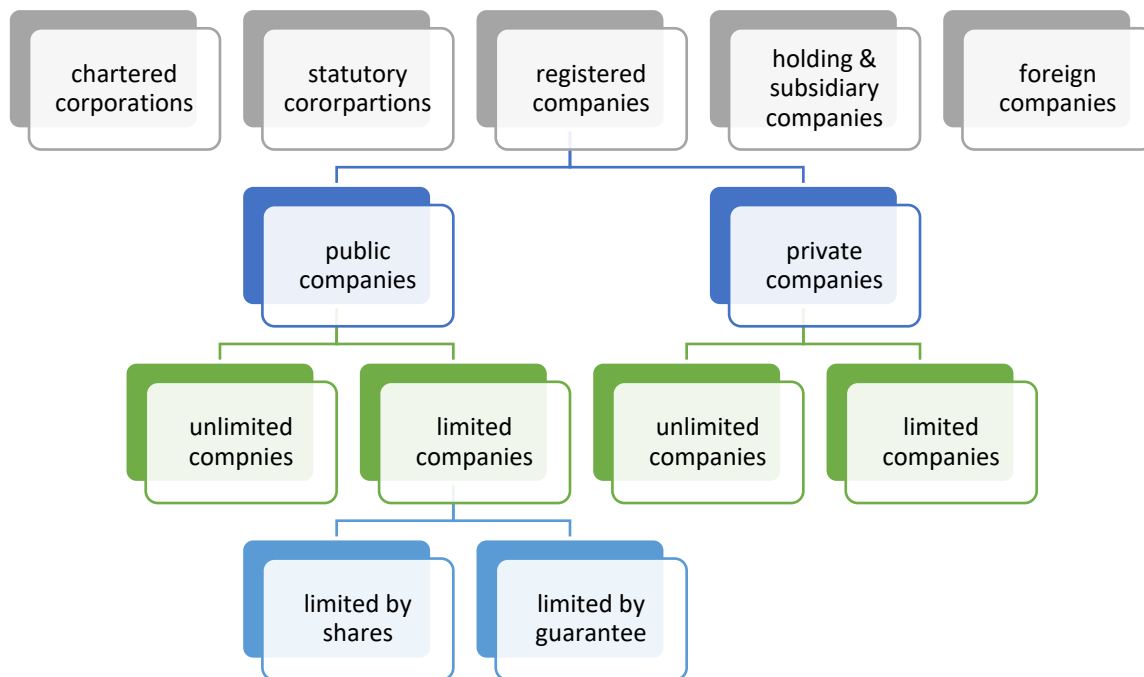 chartered
corporations
statutory
cororpartions
registered
companies
holding &
subsidiary
companies
foreign
companies
public
companies
private
companies
unlimited
compnies
limited
companies
unlimited
companies
limited
companies
limited by
shares
limited by
guarantee